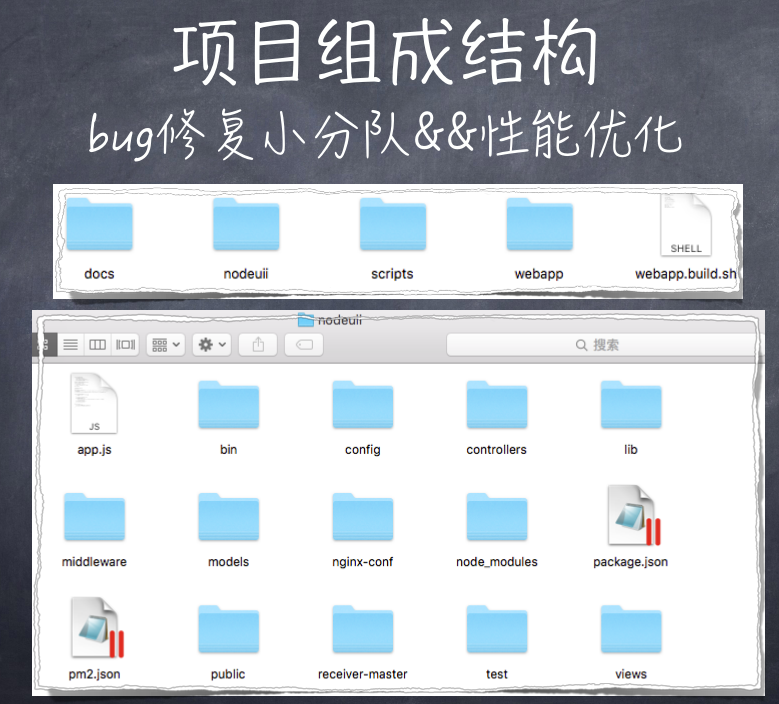 项目组成结构
bug修复小分队&&性能优化
docs
nodeuii
scripts
webapp
SHELL
webapp.build.sh
nodeuii
搜索
JS
app.js
bin
config
controllers
lib
middleware
models
nginx-conf
node_modules
package.json
pm2.json
public
receiver-master
test
views